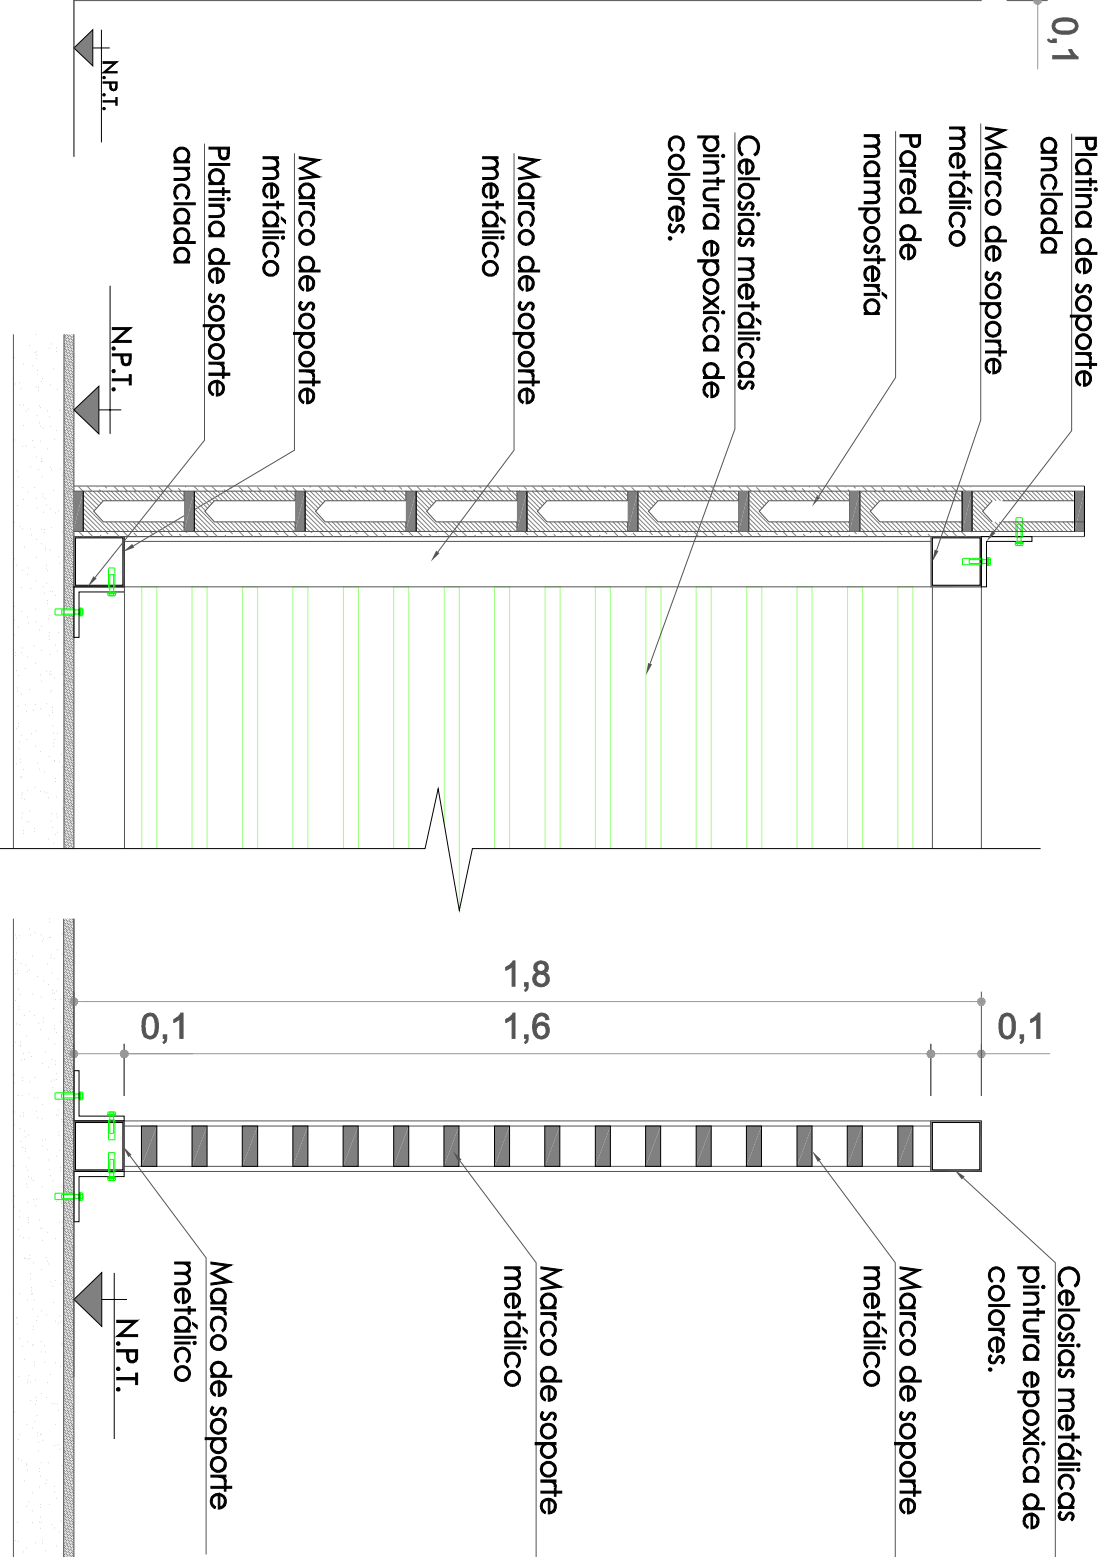 0,1
N.P.T.
Platina de soporte
anclada
Marco de soporte
metálico
Pared de
mampostería
Celosias metálicas
pintura epoxica de
colores.
Marco de soporte
metálico
Marco de soporte
metálico
Platina de soporte
anclada
N.P.T.
1,8
0,1
1,6
0,1
Celosias metálicas
pintura epoxica de
colores.
Marco de soporte
metálico
Marco de soporte
metálico
Marco de soporte
metálico
N.P.T.